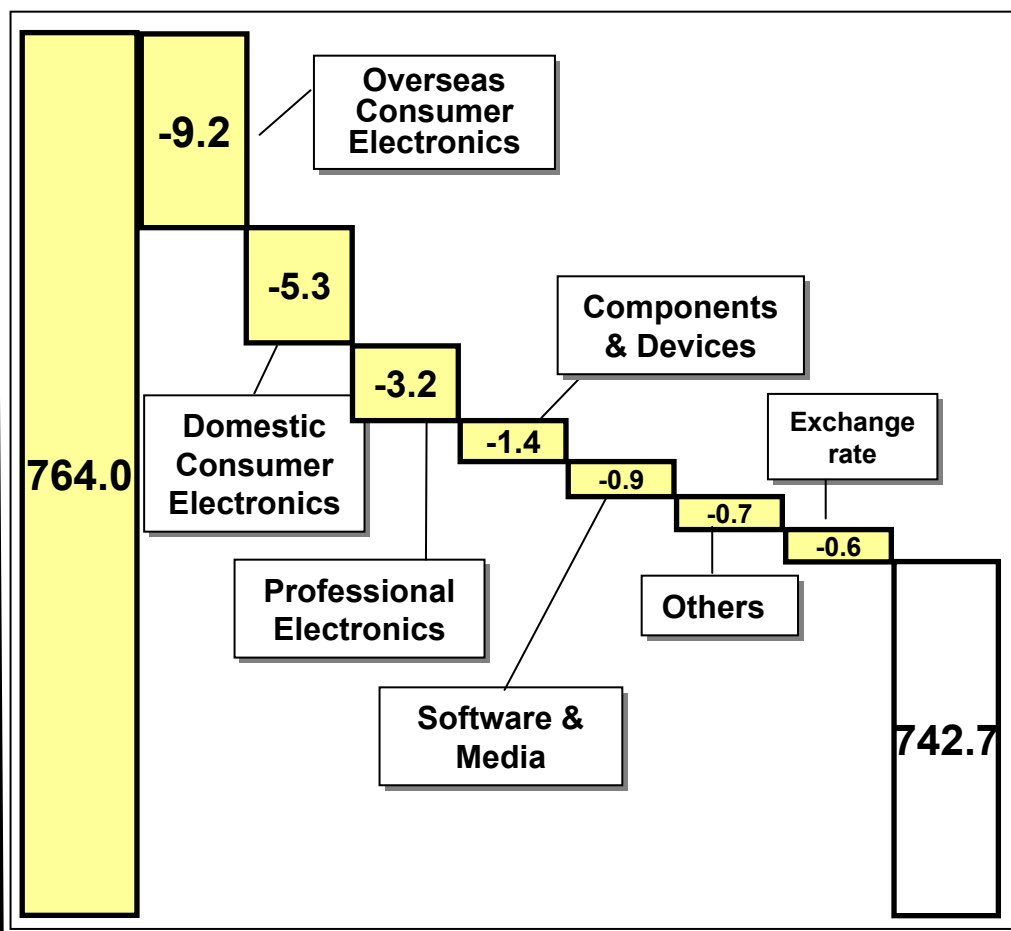 764.0
-9.2
Overseas
Consumer
Electronics
-5.3
Domestic
Consumer
Electronics
-3.2
Professional
Electronics
Components
& Devices
-1.4
-0.9
Software &
Media
-0.7
Others
Exchange
rate
-0.6
742.7